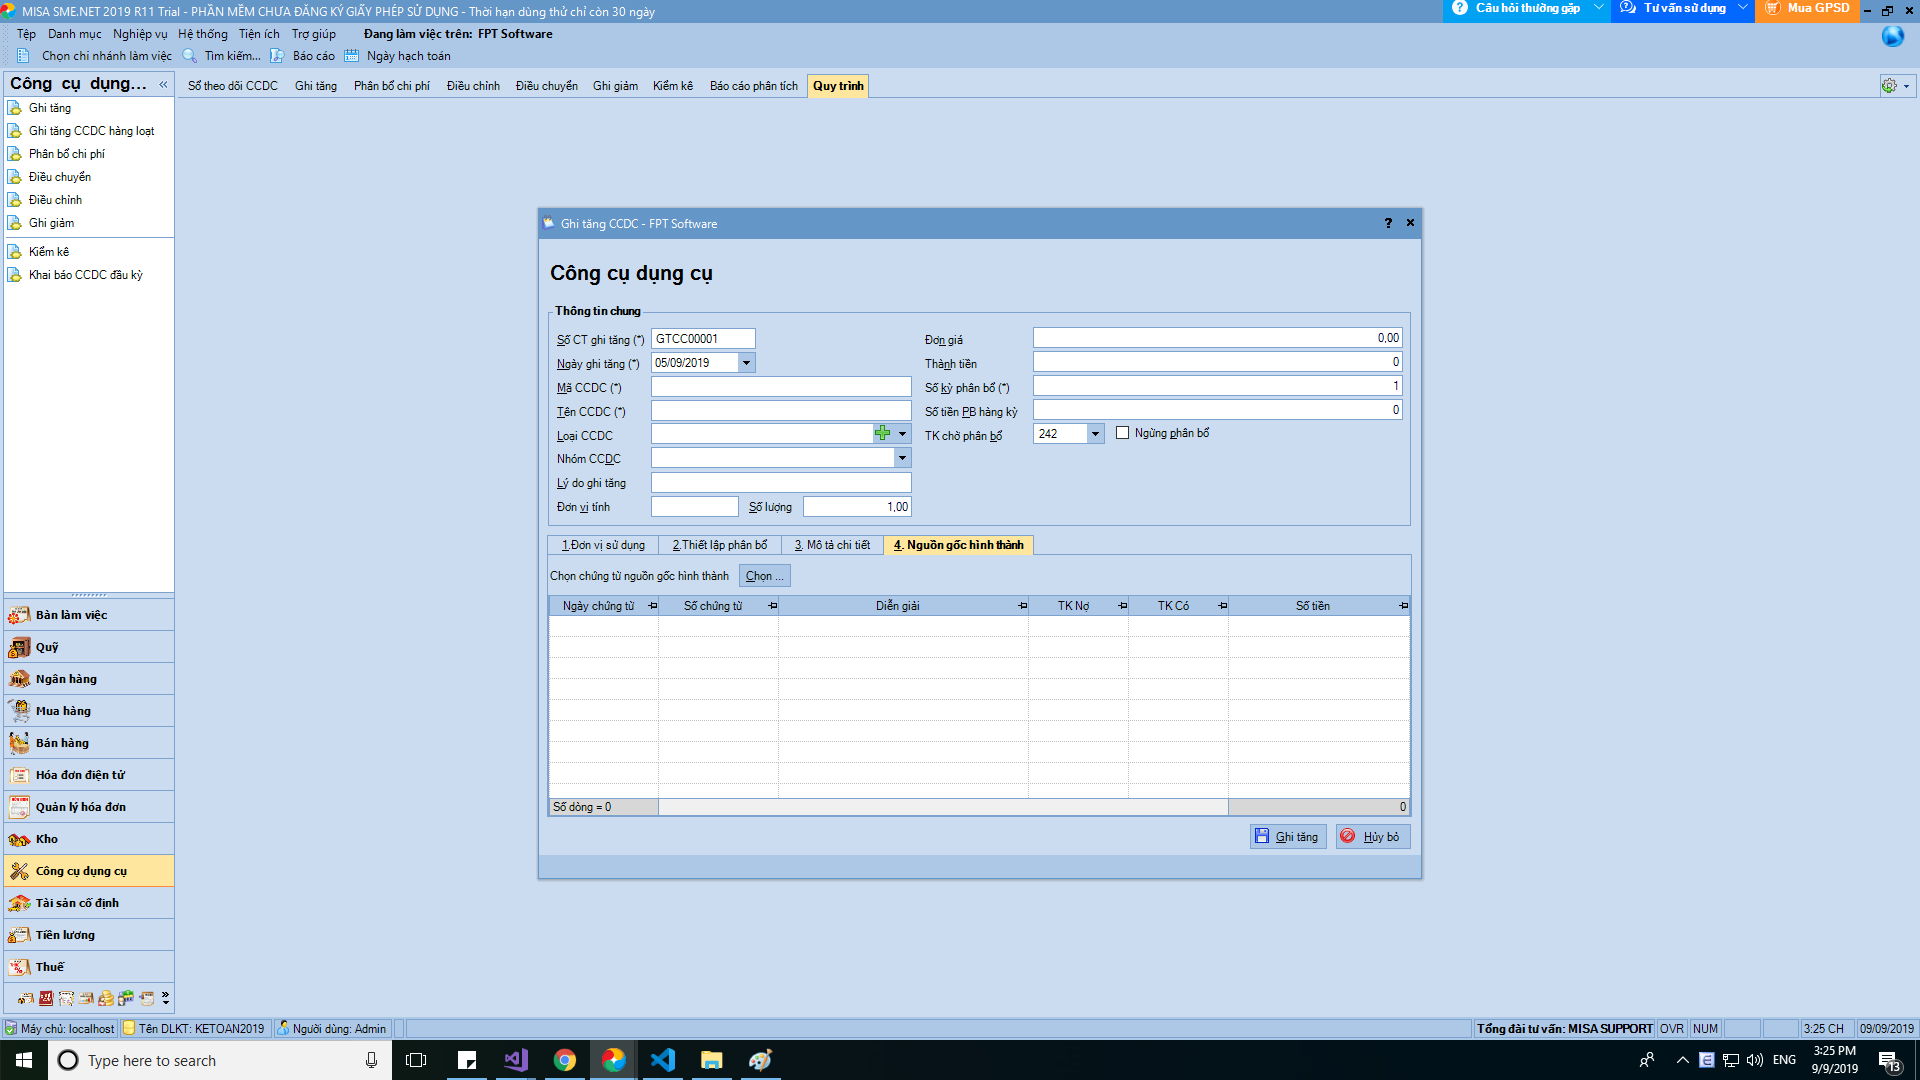 MISA SME.NET 2019 R11 Trial - PHẦN MỀM CHƯA ĐĂNG KÝ GIẤY PHÉP SỬ DỤNG - Thời hạn dùng thử chỉ còn 30 ngày
Câu hỏi thường gặp
Tư vấn sử dụng
Mua GPSD
Tệp Danh mục Nghiệp vụ Hệ thống Tiện ích Trợ giúp Đang làm việc trên: FPT Software
Chọn chi nhánh làm việc Tìm kiếm... Báo cáo Ngày hạch toán
Công cụ dụng... «
Sổ theo dõi CCDC Ghi tăng Phân bổ chi phí Điều chỉnh Điều chuyển Ghi giảm Kiểm kê Báo cáo phân tích Quy trình
Ghi tăng
Ghi tăng CCDC hàng loạt
Phân bổ chi phí
Điều chuyển
Điều chỉnh
Ghi giảm
Kiểm kê
Khai báo CCDC đầu kỳ
Bàn làm việc
Quỹ
Ngân hàng
Mua hàng
Bán hàng
Hóa đơn điện tử
Quản lý hóa đơn
Kho
Công cụ dụng cụ
Tài sản cố định
Tiền lương
Thuế
Ghi tăng CCDC - FPT Software
Công cụ dụng cụ
Thông tin chung
Số CT ghi tăng (*) GTCC00001
Đơn giá 0,00
Ngày ghi tăng (*) 05/09/2019
Thành tiền 0
Mã CCDC (*)
Số kỳ phân bổ (*) 1
Tên CCDC (*)
Số tiền PB hàng kỳ 0
Loại CCDC
TK chờ phân bổ 242 Ngừng phân bổ
Nhóm CCDC
Lý do ghi tăng
Đơn vị tính Số lượng 1,00
1.Đơn vị sử dụng 2.Thiết lập phân bổ 3. Mô tả chi tiết 4. Nguồn gốc hình thành
Chọn chứng từ nguồn gốc hình thành Chọn ...
Ngày chứng từ Số chứng từ Diễn giải TK Nợ TK Có Số tiền
Số dòng = 0 0
Ghi tăng Hủy bỏ
Máy chủ: localhost Tên DLKT: KETOAN2019 Người dùng: Admin
Tổng đài tư vấn: MISA SUPPORT OVR NUM 3:25 CH 09/09/2019
Type here to search
ENG
3:25 PM
9/9/2019
13